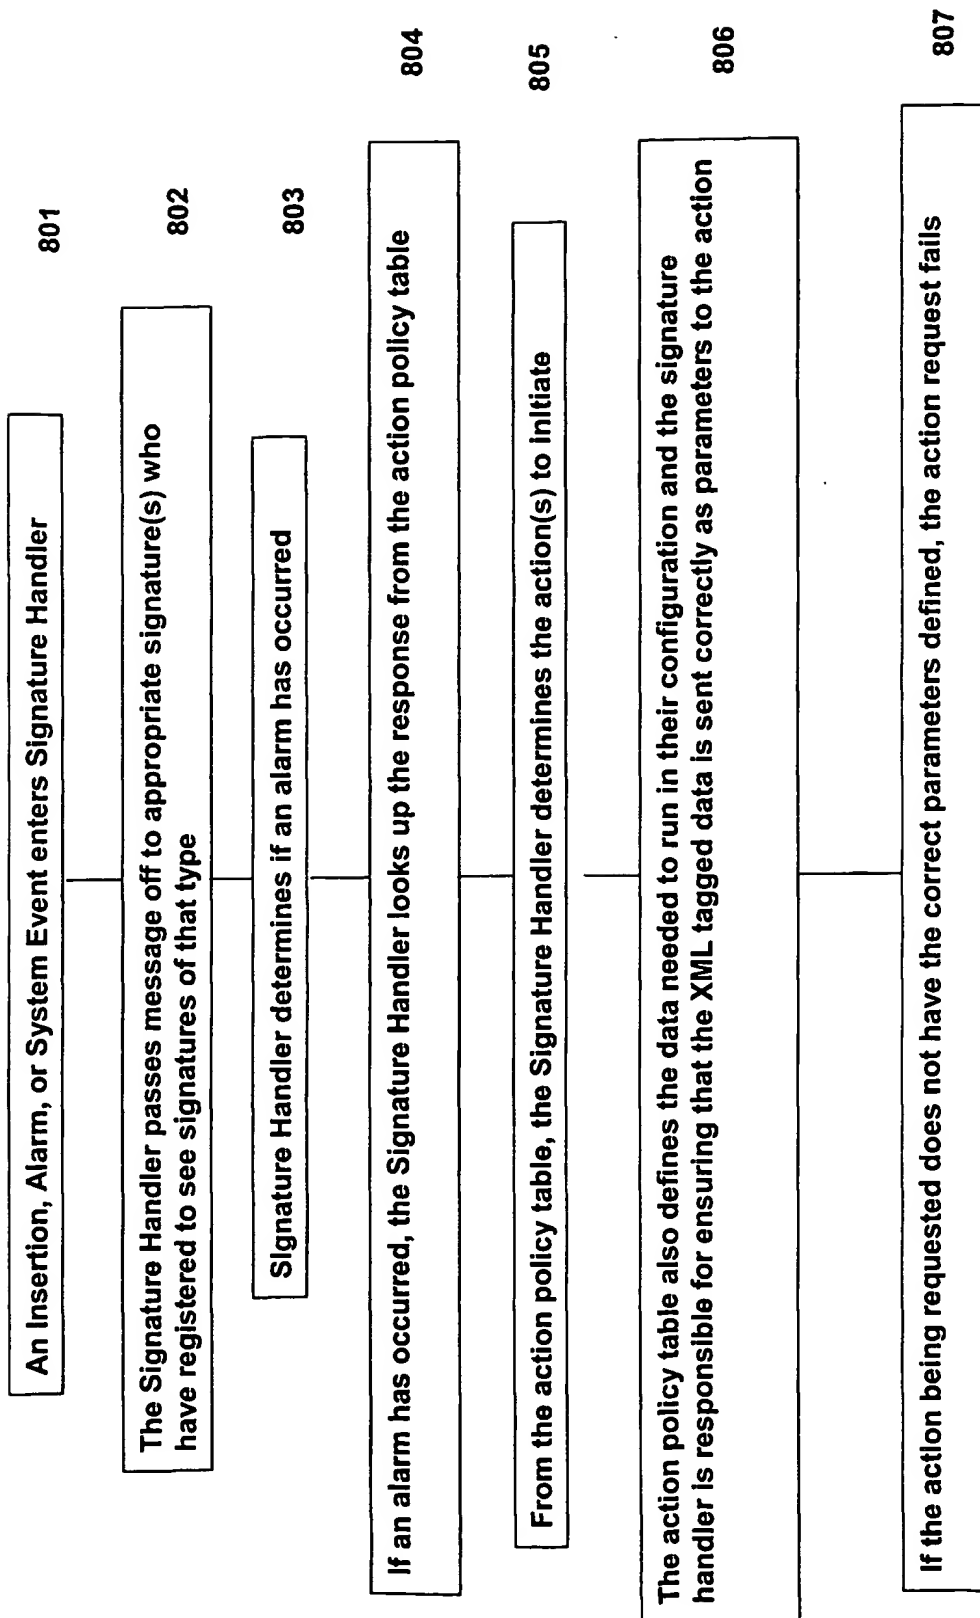 An Insertion, Alarm, or System Event enters Signature Handler
801
The Signature Handler passes message off to appropriate signature(s) who
have registered to see signatures of that type
802
Signature Handler determines if an alarm has occurred
803
If an alarm has occurred, the Signature Handler looks up the response from the action policy table
804
From the action policy table, the Signature Handler determines the action(s) to initiate
805
The action policy table also defines the data needed to run in their configuration and the signature
handler is responsible for ensuring that the XML tagged data is sent correctly as parameters to the action
806
If the action being requested does not have the correct parameters defined, the action request fails
807